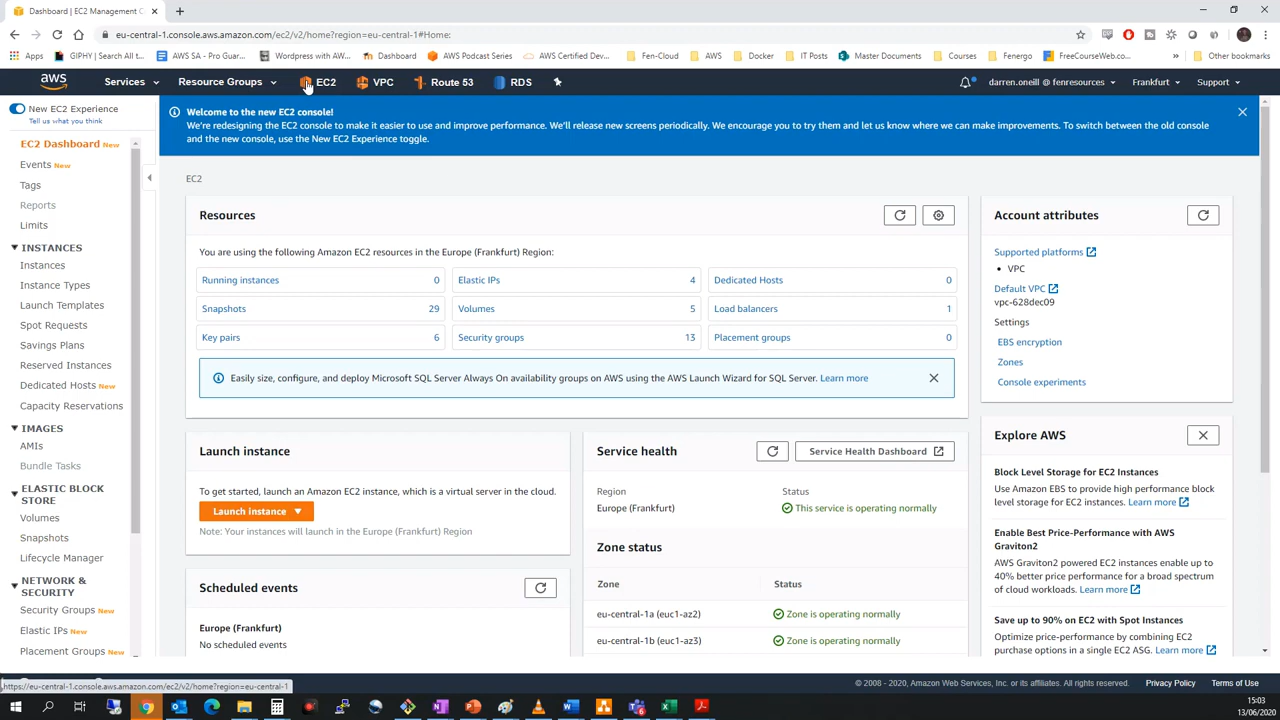 Dashboard | EC2 Management C
eu-central-1.console.aws.amazon.com/ec2/v2/home?region=eu-central-1#Home:
Apps
GIPHY | Search All t...
AWS SA - Pro Guar...
Wordpress with AW...
Dashboard
AWS Podcast Series
AWS Certified Dev...
Fen-Cloud
AWS
Docker
IT Posts
Master Documents
Courses
Fenergo
FreeCourseWeb.co...
Other bookmarks
aws
Services
Resource Groups
EC2
VPC
Route 53
RDS
darren.oneill @ fenresources
Frankfurt
Support
New EC2 Experience
Tell us what you think
EC2 Dashboard New
Events New
Tags
Reports
Limits
INSTANCES
Instances
Instance Types
Launch Templates
Spot Requests
Savings Plans
Reserved Instances
Dedicated Hosts New
Capacity Reservations
IMAGES
AMIs
Bundle Tasks
ELASTIC BLOCK
STORE
Volumes
Snapshots
Lifecycle Manager
NETWORK &
SECURITY
Security Groups New
Elastic IPs New
Placement Groups New
Welcome to the new EC2 console!
We're redesigning the EC2 console to make it easier to use and improve performance. We'll release new screens periodically. We encourage you to try them and let us know where we can make improvements. To switch between the old console
and the new console, use the New EC2 Experience toggle.
EC2
Resources
You are using the following Amazon EC2 resources in the Europe (Frankfurt) Region:
Running instances 0
Elastic IPs 4
Dedicated Hosts 0
Snapshots 29
Volumes 5
Load balancers 1
Key pairs 6
Security groups 13
Placement groups 0
Easily size, configure, and deploy Microsoft SQL Server Always On availability groups on AWS using the AWS Launch Wizard for SQL Server. Learn more
Launch instance
To get started, launch an Amazon EC2 instance, which is a virtual server in the cloud.
Launch instance
Note: Your instances will launch in the Europe (Frankfurt) Region
Scheduled events
Europe (Frankfurt)
No scheduled events
Service health
Service Health Dashboard
Region
Status
Europe (Frankfurt)
This service is operating normally
Zone status
Zone
Status
eu-central-1a (euc1-az2)
Zone is operating normally
eu-central-1b (euc1-az3)
Zone is operating normally
Account attributes
Supported platforms
VPC
Default VPC
vpc-628dec09
Settings
EBS encryption
Zones
Console experiments
Explore AWS
Block Level Storage for EC2 Instances
Use Amazon EBS to provide high performance block
level storage for EC2 instances. Learn more
Enable Best Price-Performance with AWS
Graviton2
AWS Graviton2 powered EC2 instances enable up to
40% better price performance for a broad spectrum
of cloud workloads. Learn more
Save up to 90% on EC2 with Spot Instances
Optimize price-performance by combining EC2
purchase options in a single EC2 ASG. Learn more
https://eu-central-1.console.aws.amazon.com/ec2/v2/home?region=eu-central-1
© 2008 - 2020, Amazon Web Services, Inc. or its affiliates. All rights reserved.
Privacy Policy
Terms of Use
15:03
13/06/2020